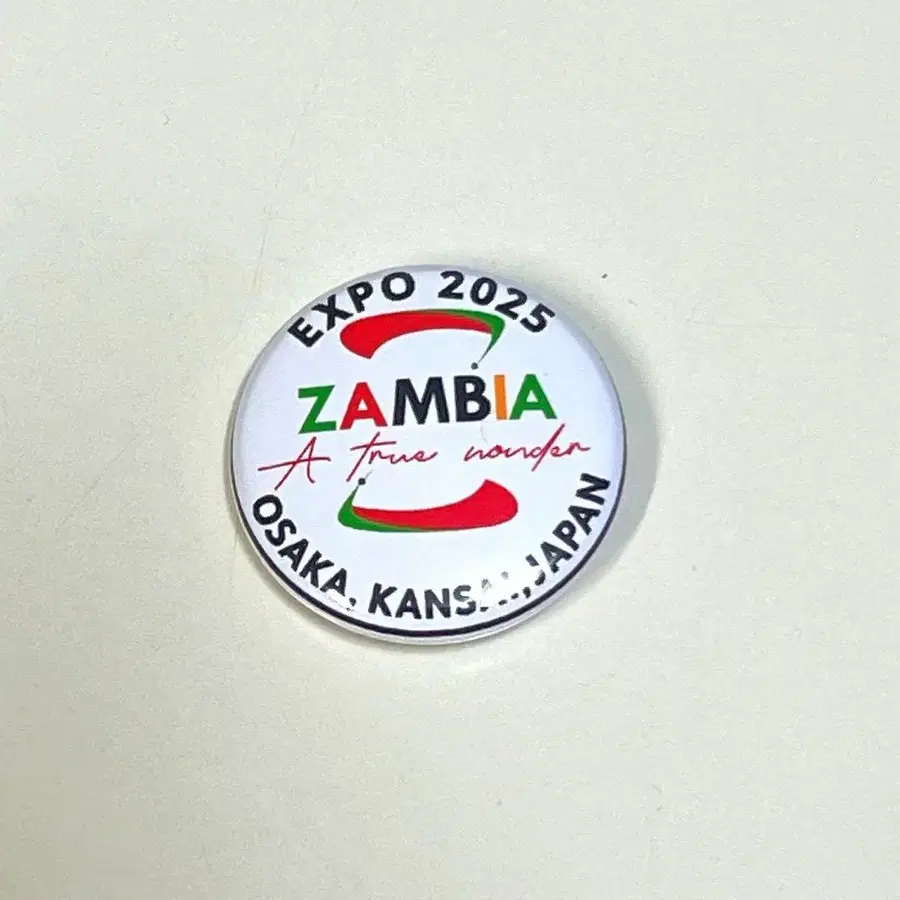 EXPO 2025
ZAMBIA
A true wonder
OSAKA, KANSAI,JAPAN